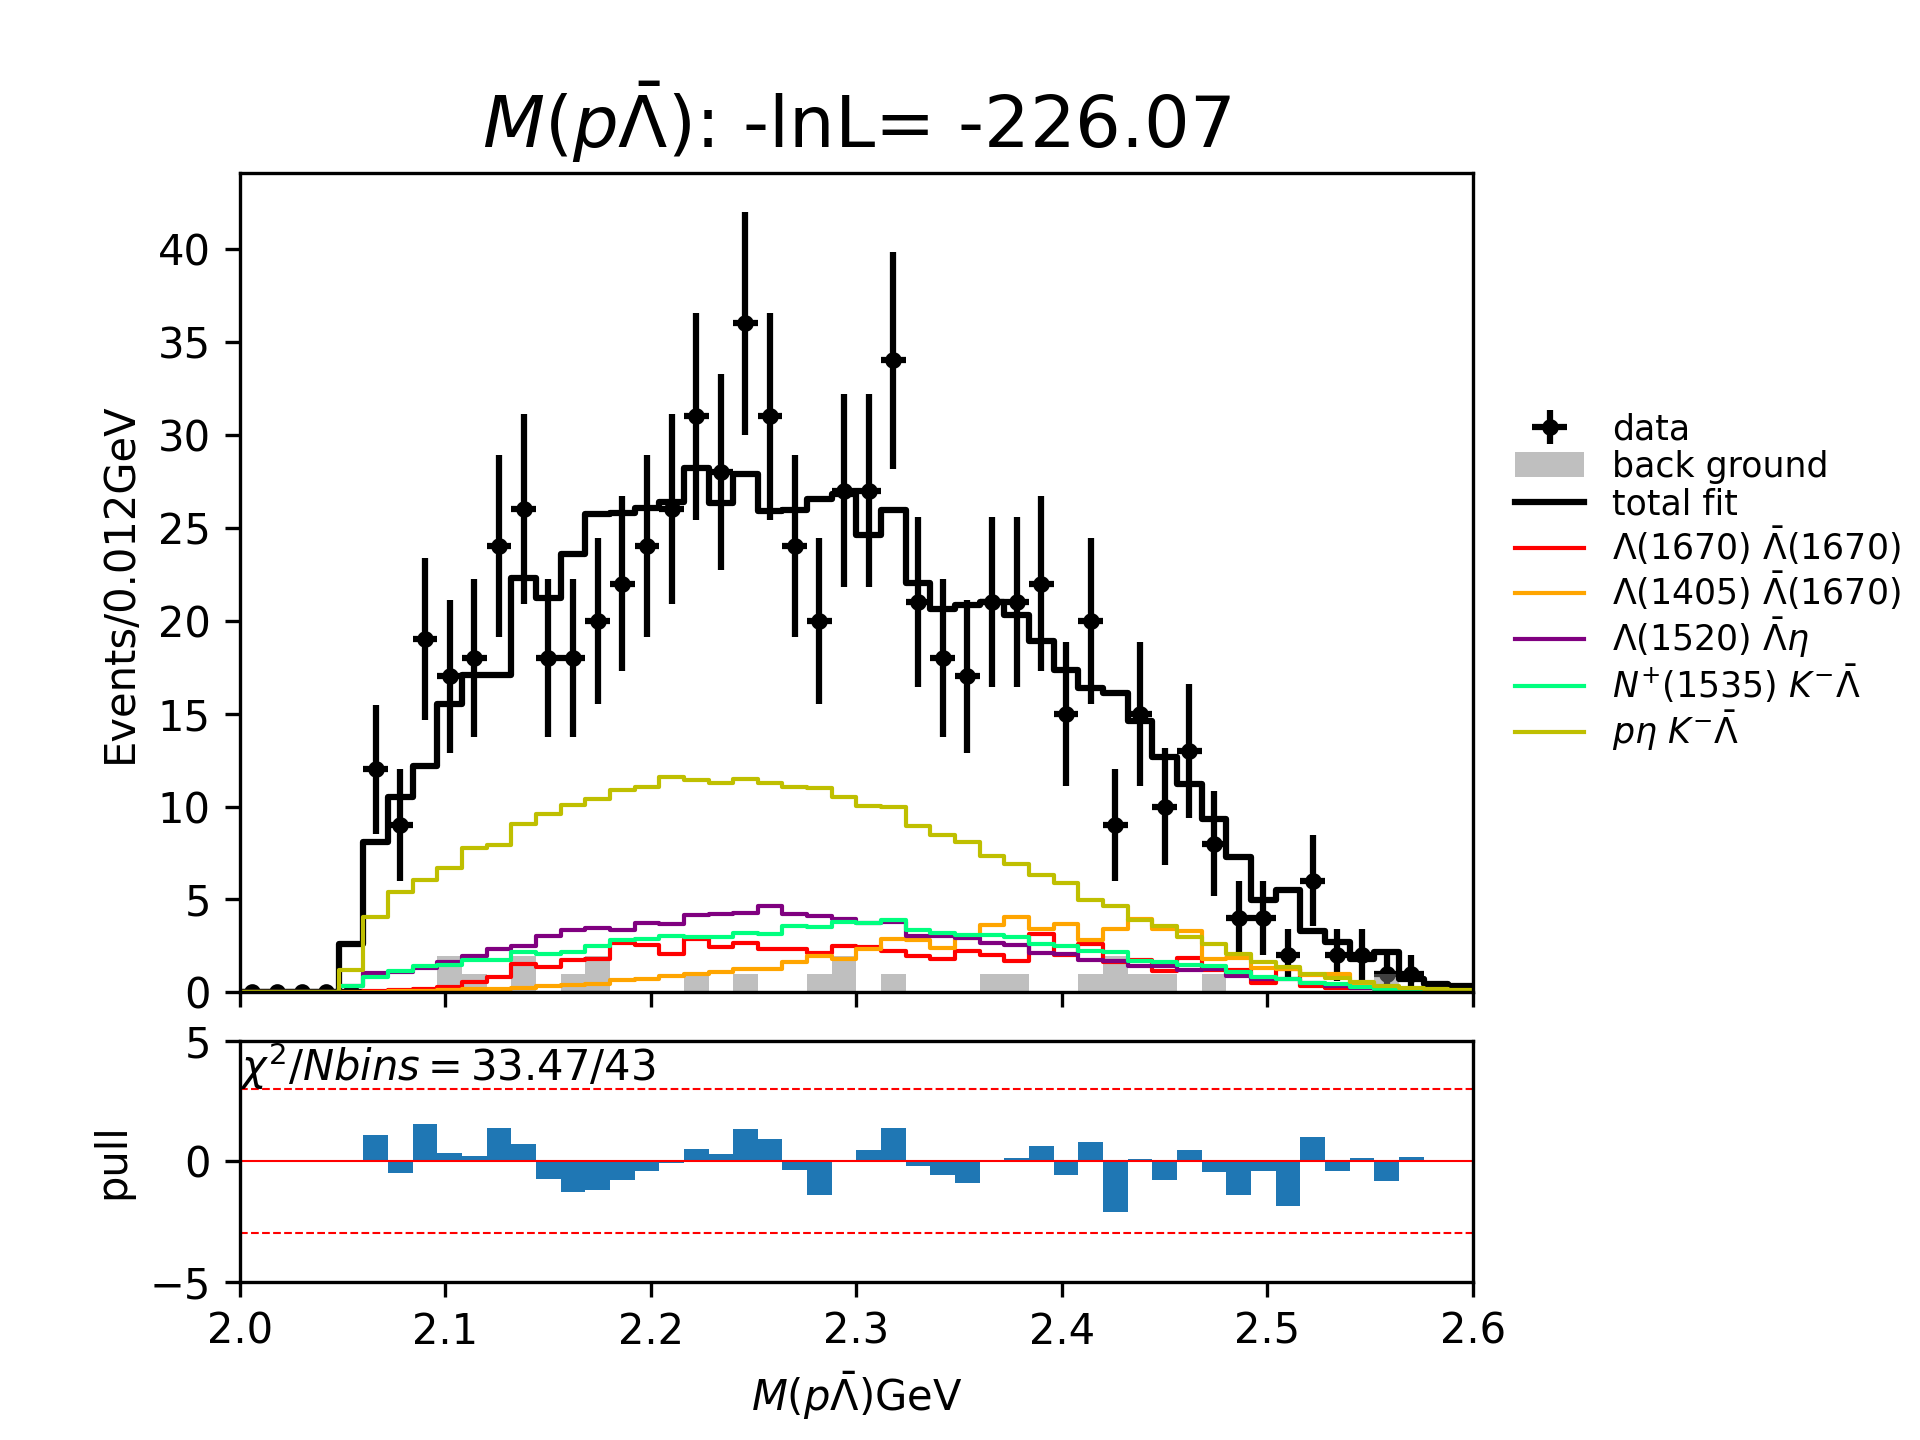 M(pΛ̄): -lnL= -226.07
Events/0.012GeV
40
35
30
25
20
15
10
5
0
data
back ground
total fit
Λ(1670) Λ̄(1670)
Λ(1405) Λ̄(1670)
Λ(1520) Λ̄η
N⁺(1535) K⁻Λ̄
pη K⁻Λ̄
χ²/Nbins = 33.47/43
pull
5
0
−5
2.0 2.1 2.2 2.3 2.4 2.5 2.6
M(pΛ̄)GeV